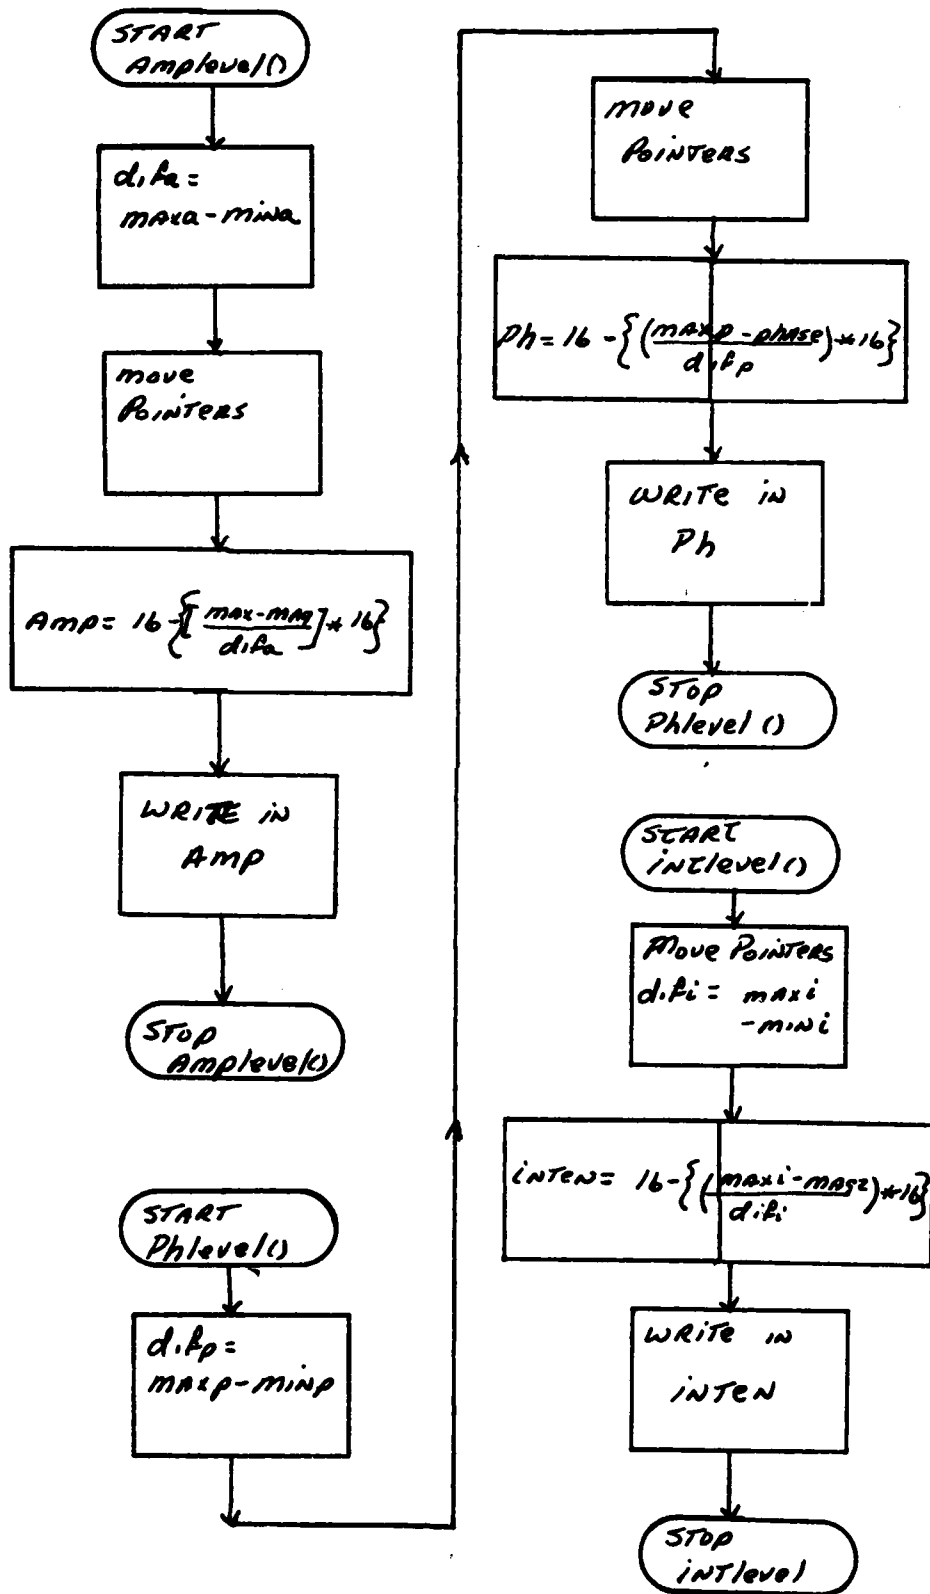 START
Amplevel()
difa=
maxa-mina
move
Pointers
Amp= 16-{[max-mag
difa]*16}
WRITE in
Amp
STOP
Amplevel()
START
Phlevel()
difp=
maxp-minp
move
Pointers
Ph= 16-{(maxp-phase
difp)*16}
WRITE in
Ph
STOP
Phlevel()
START
intlevel()
Move Pointers
difi= maxi
-mini
inten= 16-{(maxi-mag2
difi)*16}
WRITE in
inten
STOP
intlevel